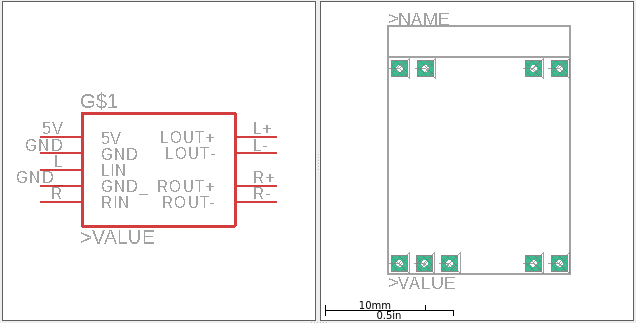 G$1
5V
GND
L
GND
R
5V
GND
LIN
GND_
RIN
LOUT+
LOUT-
ROUT+
ROUT-
L+
L-
R+
R-
>VALUE
>NAME
>VALUE
10mm
0.5in